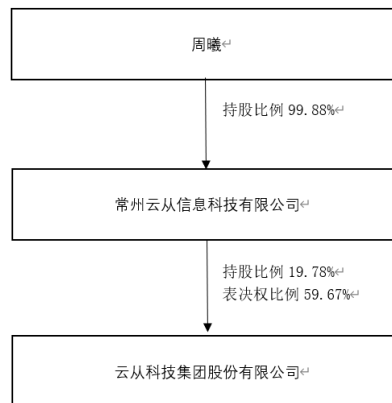 周曦↵
持股比例 99.88%↵
常州云从信息科技有限公司↵
持股比例 19.78%↵
表决权比例 59.67%↵
云从科技集团股份有限公司↵